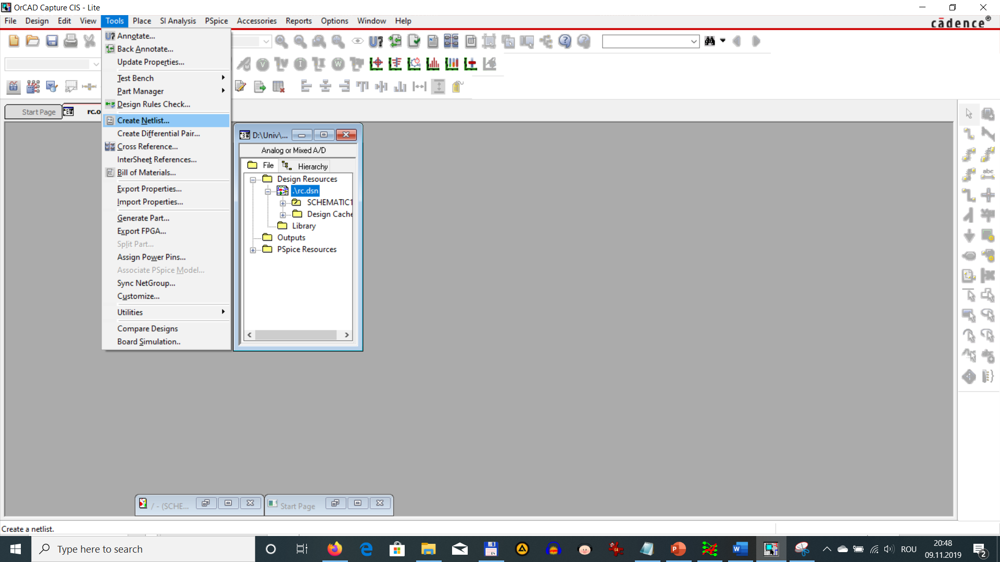 OrCAD Capture CIS - Lite
File Design Edit View Tools Place SI Analysis PSpice Accessories Reports Options Window Help
cādence®
Annotate...
Back Annotate...
Update Properties...
Test Bench
Part Manager
Design Rules Check...
Create Netlist...
Create Differential Pair...
Cross Reference...
InterSheet References...
Bill of Materials...
Export Properties...
Import Properties...
Generate Part...
Export FPGA...
Split Part...
Assign Power Pins...
Associate PSpice Model...
Sync NetGroup...
Customize...
Utilities
Compare Designs
Board Simulation..
Start Page
rc.o
D:\Univ\...
Analog or Mixed A/D
File Hierarchy
Design Resources
.\rc.dsn
SCHEMATIC1
Design Cache
Library
Outputs
PSpice Resources
/ - (SCHE...
Start Page
Create a netlist.
Type here to search
ROU
20:48
09.11.2019
2